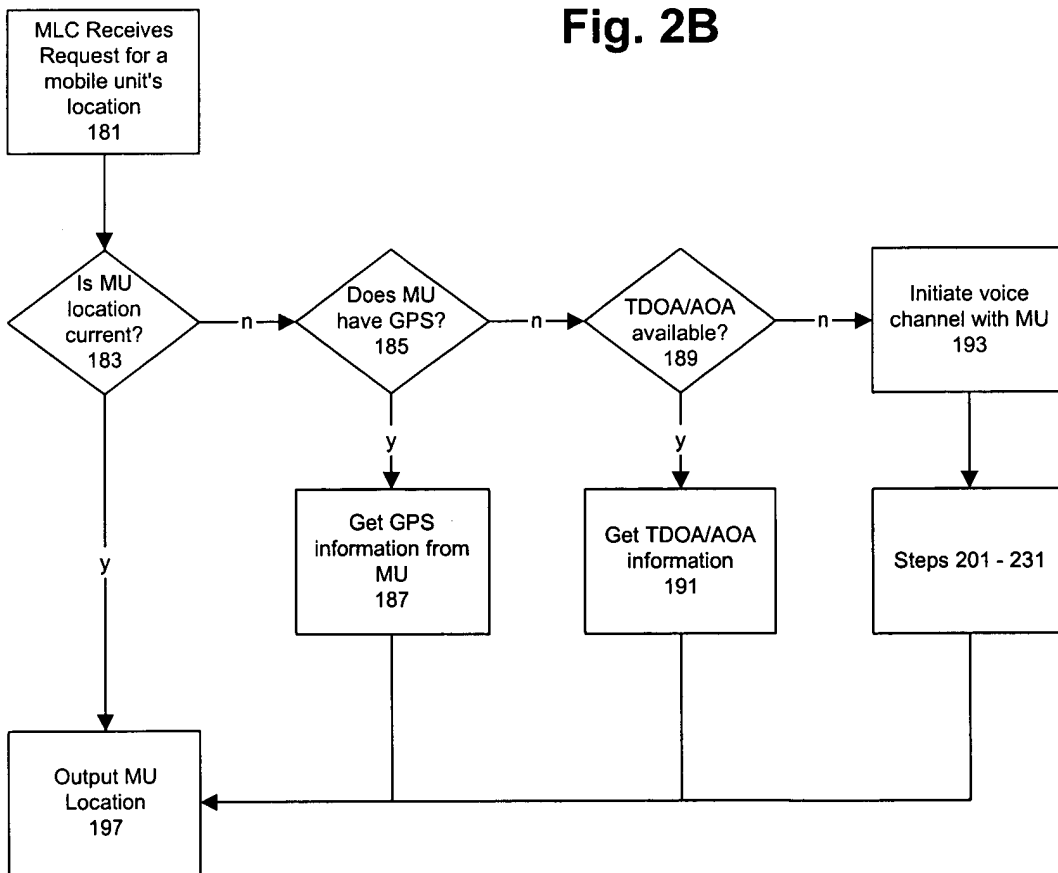 Fig. 2B
MLC Receives
Request for a
mobile unit's
location
181
Is MU
location
current?
183
n
Does MU
have GPS?
185
n
TDOA/AOA
available?
189
n
Initiate voice
channel with MU
193
y
y
y
Get GPS
information from
MU
187
Get TDOA/AOA
information
191
Steps 201 - 231
Output MU
Location
197